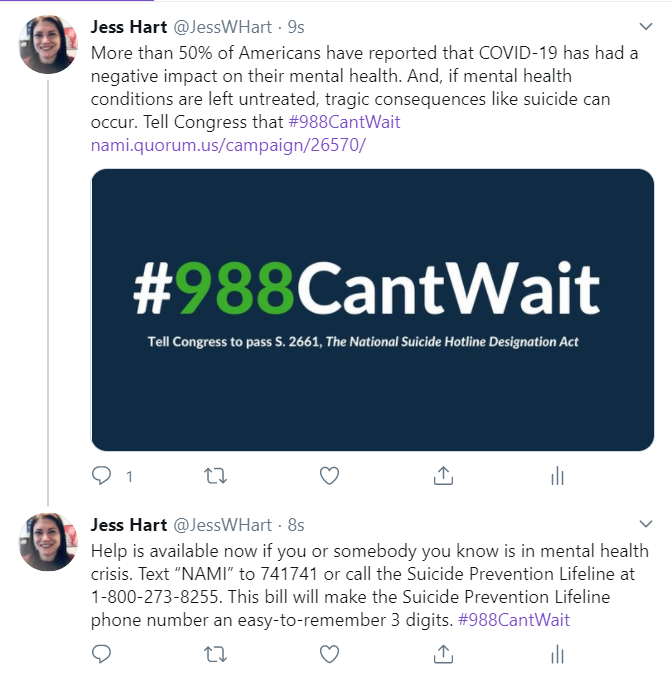 Jess Hart @JessWHart · 9s
More than 50% of Americans have reported that COVID-19 has had a
negative impact on their mental health. And, if mental health
conditions are left untreated, tragic consequences like suicide can
occur. Tell Congress that #988CantWait
nami.quorum.us/campaign/26570/
#988CantWait
Tell Congress to pass S. 2661, The National Suicide Hotline Designation Act
1
Jess Hart @JessWHart · 8s
Help is available now if you or somebody you know is in mental health
crisis. Text “NAMI” to 741741 or call the Suicide Prevention Lifeline at
1-800-273-8255. This bill will make the Suicide Prevention Lifeline
phone number an easy-to-remember 3 digits. #988CantWait